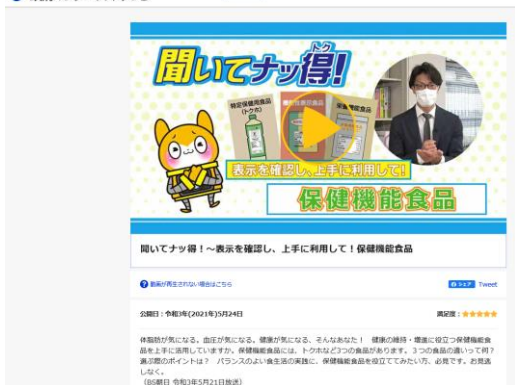 聞いてナッ得!
トク
特定保健用食品
(トクホ)
機能性表示食品
栄養機能食品
表示を確認し、上手に利用して!
保健機能食品
聞いてナッ得!～表示を確認し、上手に利用して!保健機能食品
動画が再生されない場合はこちら
シェア
Tweet
公開日:令和3年(2021年)5月24日
満足度:★★★★★
体脂肪が気になる。血圧が気になる。健康が気になる、そんなあなた! 健康の維持・増進に役立つ保健機能食
品を上手に活用していますか。保健機能食品には、トクホなど3つの食品があります。3つの食品の違いって何?
選ぶ際のポイントは? バランスのよい食生活の実践に、保健機能食品を役立ててみたい方、必見です。お見逃
しなく。
(BS朝日 令和3年5月21日放送)